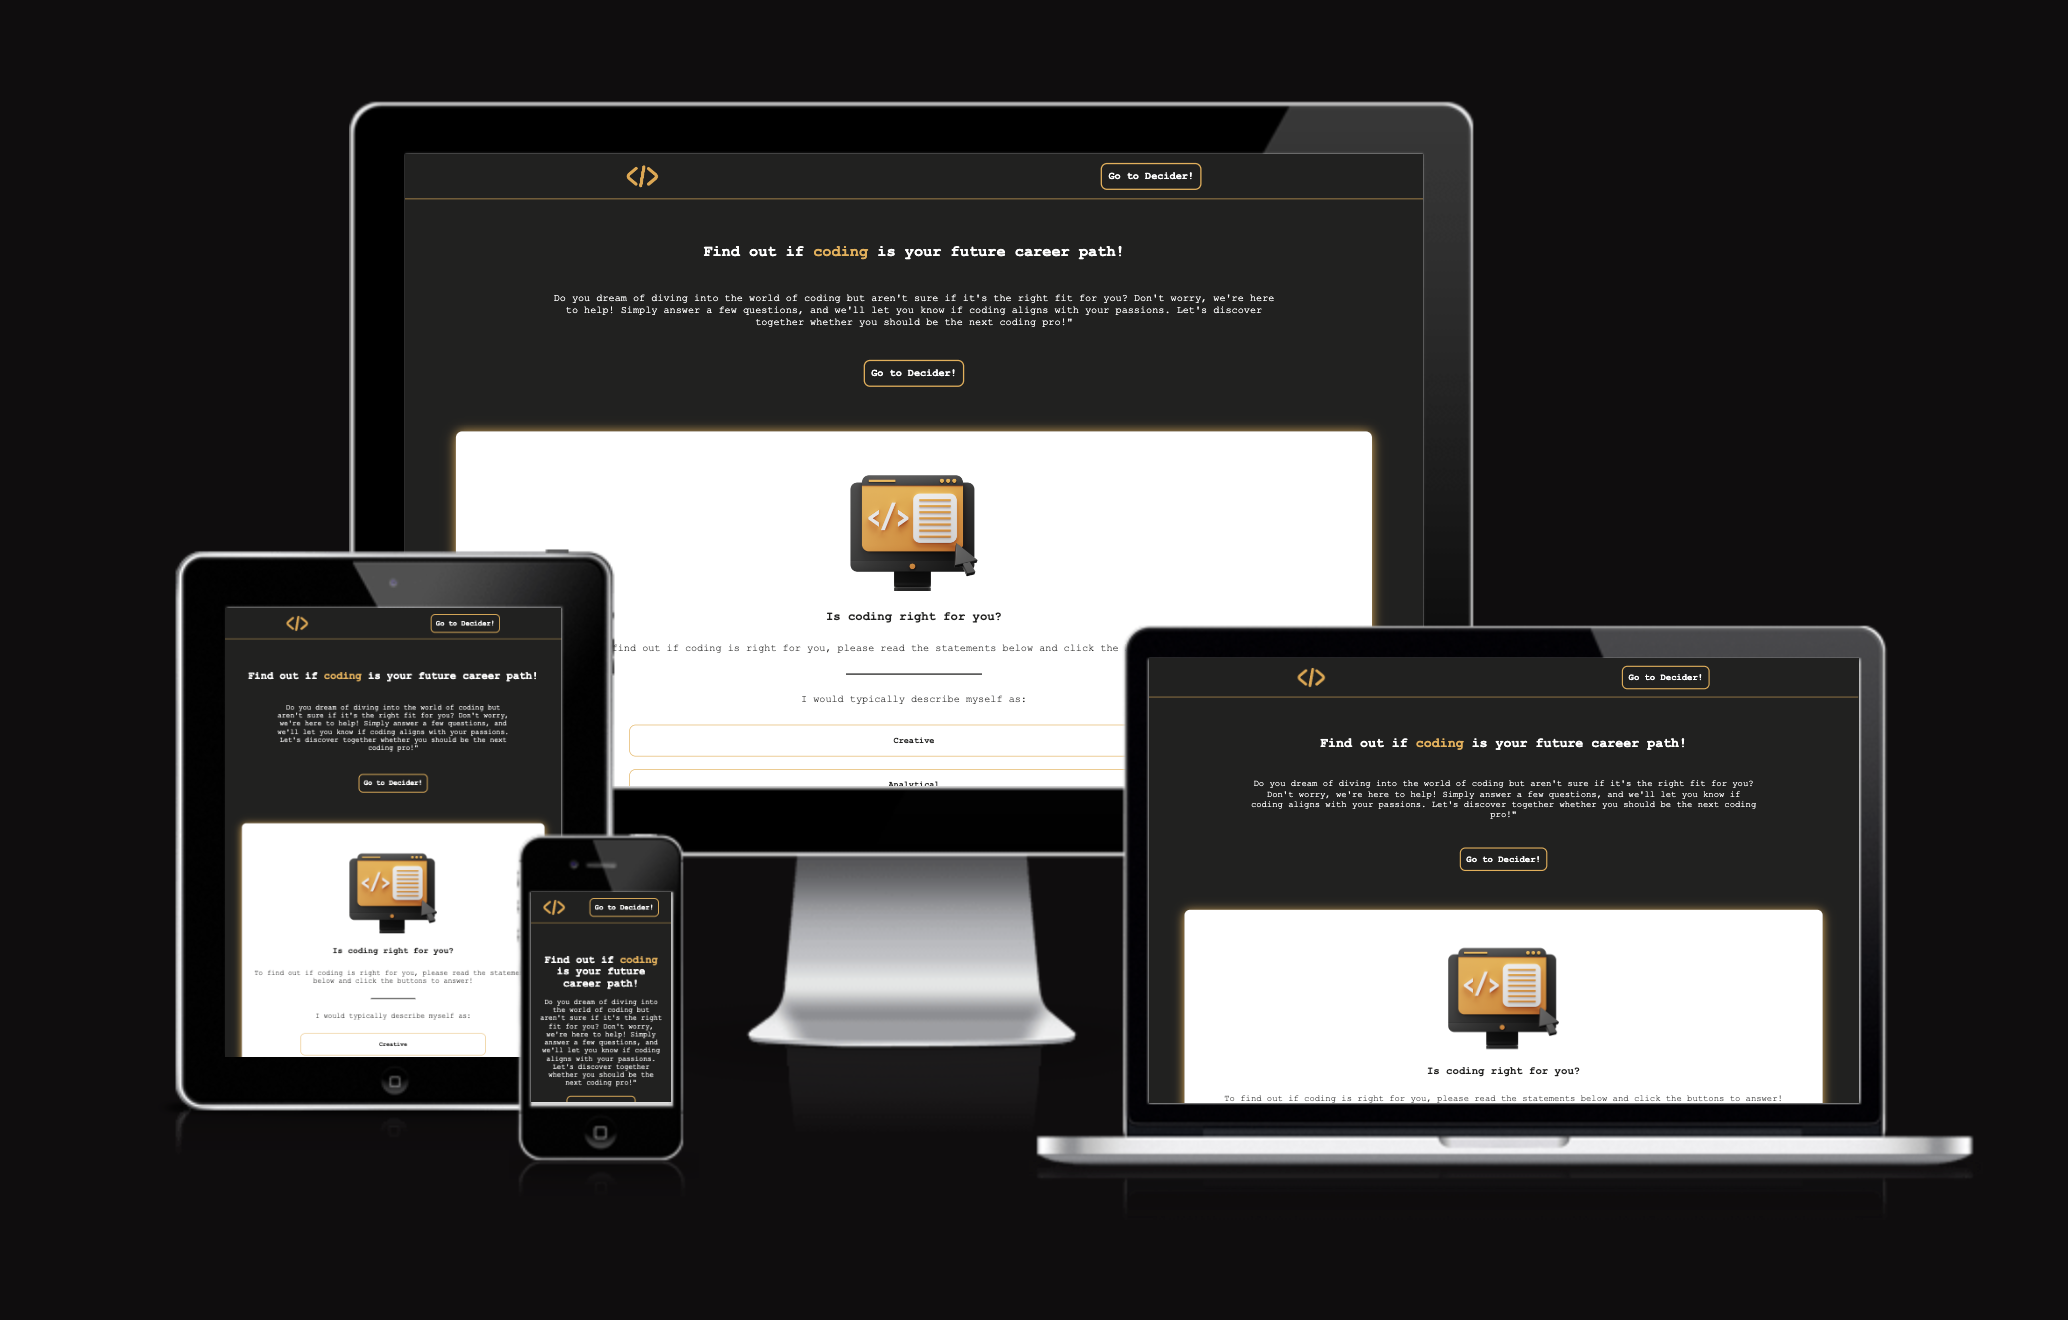 </>
Go to Decider!
Find out if coding is your future career path!
Do you dream of diving into the world of coding but aren't sure if it's the right fit for you? Don't worry, we're here
to help! Simply answer a few questions, and we'll let you know if coding aligns with your passions. Let's discover
together whether you should be the next coding pro!"
Go to Decider!
</>
Is coding right for you?
find out if coding is right for you, please read the statements below and click the
I would typically describe myself as:
Creative
Analytical
</>
Go to Decider!
Find out if coding is your future career path!
Do you dream of diving into the world of coding but
aren't sure if it's the right fit for you? Don't worry,
we're here to help! Simply answer a few questions, and
we'll let you know if coding aligns with your passions.
Let's discover together whether you should be the next
coding pro!"
Go to Decider!
</>
Is coding right for you?
To find out if coding is right for you, please read the stateme
below and click the buttons to answer!
I would typically describe myself as:
Creative
</>
Go to Decider!
Find out if coding
is your future
career path!
Do you dream of diving into
the world of coding but
aren't sure if it's the right
fit for you? Don't worry,
we're here to help! Simply
answer a few questions, and
we'll let you know if coding
aligns with your passions.
Let's discover together
whether you should be the
next coding pro!"
</>
Go to Decider!
Find out if coding is your future career path!
Do you dream of diving into the world of coding but aren't sure if it's the right fit for you?
Don't worry, we're here to help! Simply answer a few questions, and we'll let you know if
coding aligns with your passions. Let's discover together whether you should be the next coding
pro!"
Go to Decider!
</>
Is coding right for you?
To find out if coding is right for you, please read the statements below and click the buttons to answer!